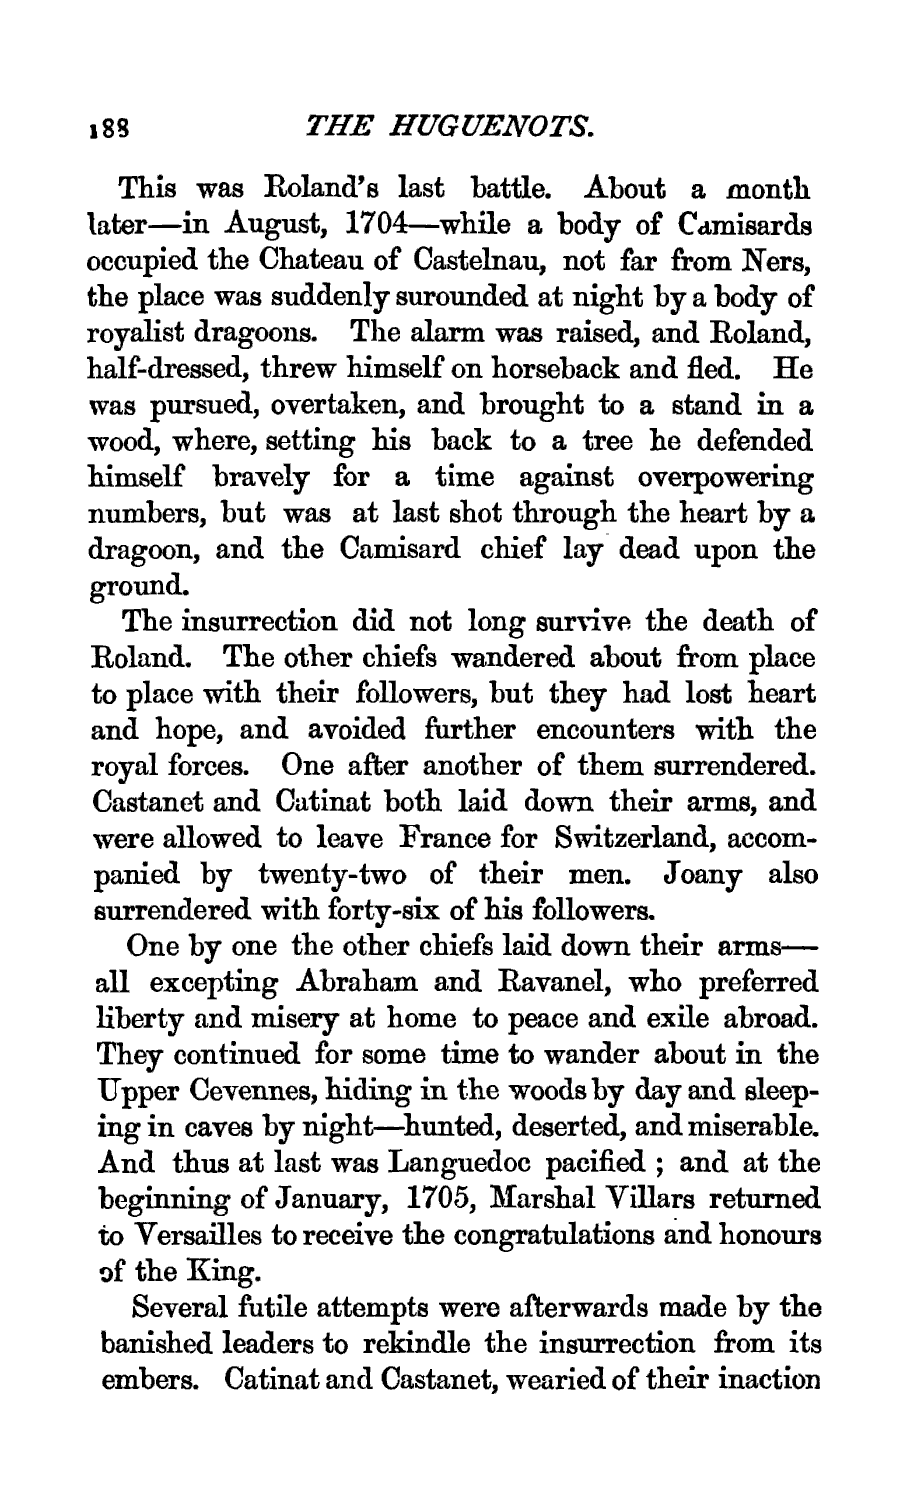 188 THE HUGUENOTS.
This was Roland's last battle. About a month
later—in August, 1704—while a body of Camisards
occupied the Chateau of Castelnau, not far from Ners,
the place was suddenly surounded at night by a body of
royalist dragoons. The alarm was raised, and Roland,
half-dressed, threw himself on horseback and fled. He
was pursued, overtaken, and brought to a stand in a
wood, where, setting his back to a tree he defended
himself bravely for a time against overpowering
numbers, but was at last shot through the heart by a
dragoon, and the Camisard chief lay dead upon the
ground.
The insurrection did not long survive the death of
Roland. The other chiefs wandered about from place
to place with their followers, but they had lost heart
and hope, and avoided further encounters with the
royal forces. One after another of them surrendered.
Castanet and Catinat both laid down their arms, and
were allowed to leave France for Switzerland, accom-
panied by twenty-two of their men. Joany also
surrendered with forty-six of his followers.
One by one the other chiefs laid down their arms—
all excepting Abraham and Ravanel, who preferred
liberty and misery at home to peace and exile abroad.
They continued for some time to wander about in the
Upper Cevennes, hiding in the woods by day and sleep-
ing in caves by night—hunted, deserted, and miserable.
And thus at last was Languedoc pacified ; and at the
beginning of January, 1705, Marshal Villars returned
to Versailles to receive the congratulations and honours
of the King.
Several futile attempts were afterwards made by the
banished leaders to rekindle the insurrection from its
embers. Catinat and Castanet, wearied of their inaction